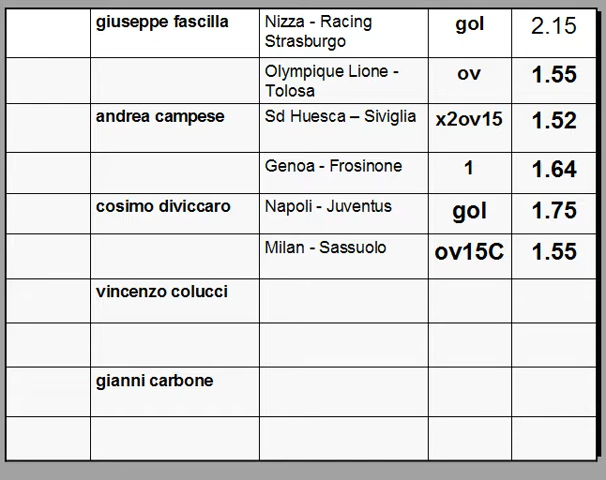 giuseppe fascilla Nizza - Racing Strasburgo gol 2.15
Olympique Lione - Tolosa ov 1.55
andrea campese Sd Huesca – Siviglia x2ov15 1.52
Genoa - Frosinone 1 1.64
cosimo diviccaro Napoli - Juventus gol 1.75
Milan - Sassuolo ov15C 1.55
vincenzo colucci
gianni carbone